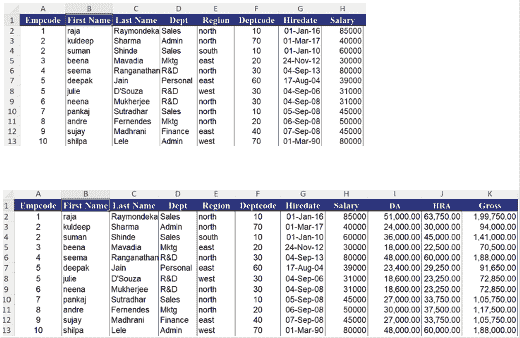 A B C D E F G H
1 Empcode First Name Last Name Dept Region Deptcode Hiredate Salary
2 1 raja Raymondeka Sales north 10 01-Jan-16 85000
3 2 kuldeep Sharma Admin north 70 01-Mar-17 40000
4 2 suman Shinde Sales south 10 01-Jan-10 60000
5 3 beena Mavadia Mktg east 20 24-Nov-12 30000
6 4 seema Ranganathan R&D north 30 04-Sep-13 80000
7 5 deepak Jain Personal east 60 17-Aug-04 39000
8 5 julie D'Souza R&D west 30 04-Sep-06 31000
9 6 neena Mukherjee R&D north 30 04-Sep-08 31000
10 7 pankaj Sutradhar Sales north 10 05-Sep-08 45000
11 8 andre Fernendes Mktg north 20 06-Sep-08 50000
12 9 sujay Madhrani Finance east 40 07-Sep-08 45000
13 10 shilpa Lele Admin west 70 01-Mar-90 80000
A B C D E F G H I J K
1 Empcode First Name Last Name Dept Region Deptcode Hiredate Salary DA HRA Gross
2 1 raja Raymondeka Sales north 10 01-Jan-16 85000 51,000.00 63,750.00 1,99,750.00
3 2 kuldeep Sharma Admin north 70 01-Mar-17 40000 24,000.00 30,000.00 94,000.00
4 2 suman Shinde Sales south 10 01-Jan-10 60000 36,000.00 45,000.00 1,41,000.00
5 3 beena Mavadia Mktg east 20 24-Nov-12 30000 18,000.00 22,500.00 70,500.00
6 4 seema Ranganathan R&D north 30 04-Sep-13 80000 48,000.00 60,000.00 1,88,000.00
7 5 deepak Jain Personal east 60 17-Aug-04 39000 23,400.00 29,250.00 91,650.00
8 5 julie D'Souza R&D west 30 04-Sep-06 31000 18,600.00 23,250.00 72,850.00
9 6 neena Mukherjee R&D north 30 04-Sep-08 31000 18,600.00 23,250.00 72,850.00
10 7 pankaj Sutradhar Sales north 10 05-Sep-08 45000 27,000.00 33,750.00 1,05,750.00
11 8 andre Fernendes Mktg north 20 06-Sep-08 50000 30,000.00 37,500.00 1,17,500.00
12 9 sujay Madhrani Finance east 40 07-Sep-08 45000 27,000.00 33,750.00 1,05,750.00
13 10 shilpa Lele Admin west 70 01-Mar-90 80000 48,000.00 60,000.00 1,88,000.00